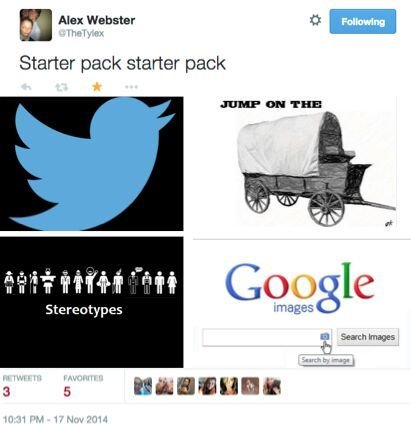 Alex Webster
@TheTylex
Following
Starter pack starter pack
JUMP ON THE
Stereotypes
Google
images
Search Images
Search by image
RETWEETS
3
FAVORITES
5
10:31 PM - 17 Nov 2014